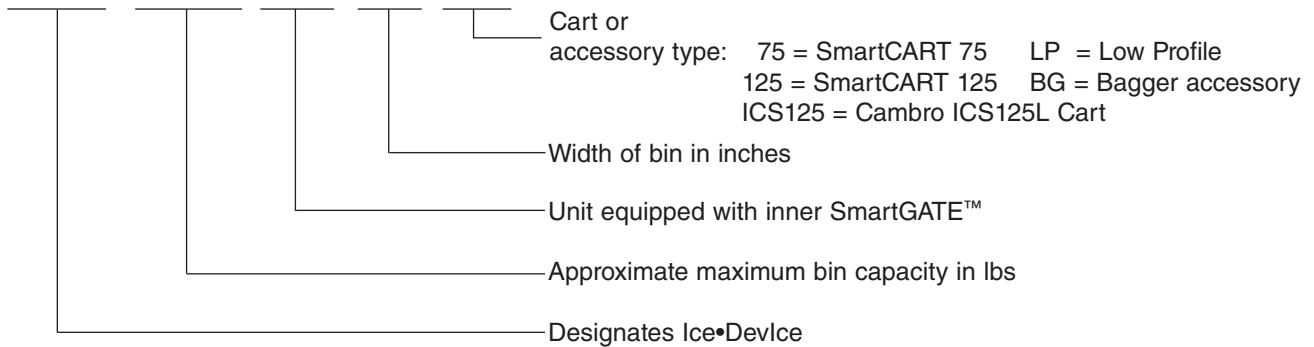 Cart or
accessory type: 75 = SmartCART 75 LP = Low Profile
125 = SmartCART 125 BG = Bagger accessory
ICS125 = Cambro ICS125L Cart
Width of bin in inches
Unit equipped with inner SmartGATE™
Approximate maximum bin capacity in lbs
Designates Ice•DevIce